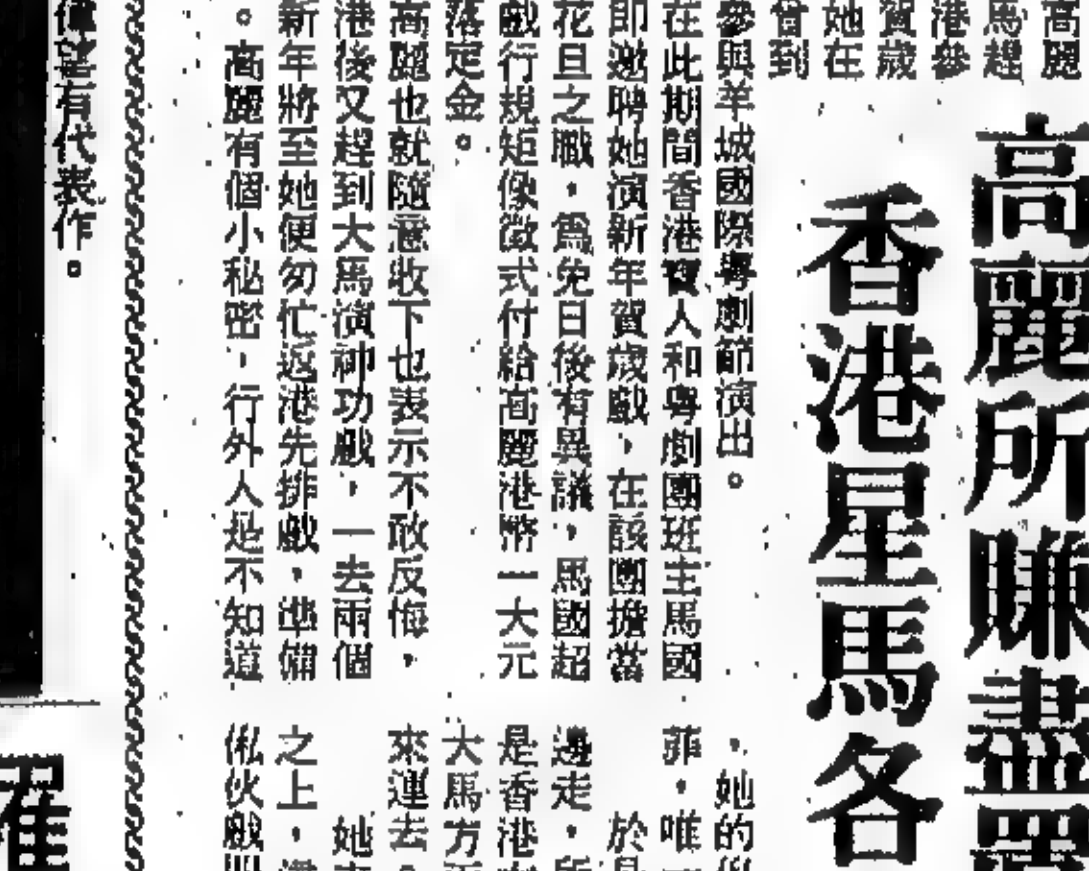 高麗所賺盡
香港星馬各
高麗
馬趕
港參
賀歲
她在
曾到
參與羊城國際粵劇節演出。
在此期間香港寶人和粵劇團班主馬國
即邀聘她演新年賀歲戲，在該團擔當
花旦之職，為免日後有異議，馬國超
戲行規矩像徵式付給高麗港幣一大元
落定金。
高麗也就隨意收下也表示不敢反悔，
港後又趕到大馬演神功戲，一去兩個
新年將至她便匆忙返港先排戲，準備
。高麗有個小秘密，行外人是不知道
，她的
菲，唯
於
邊走，
是香港
大馬方
來運去。
她
之上，
俬伙戲
有代表作。